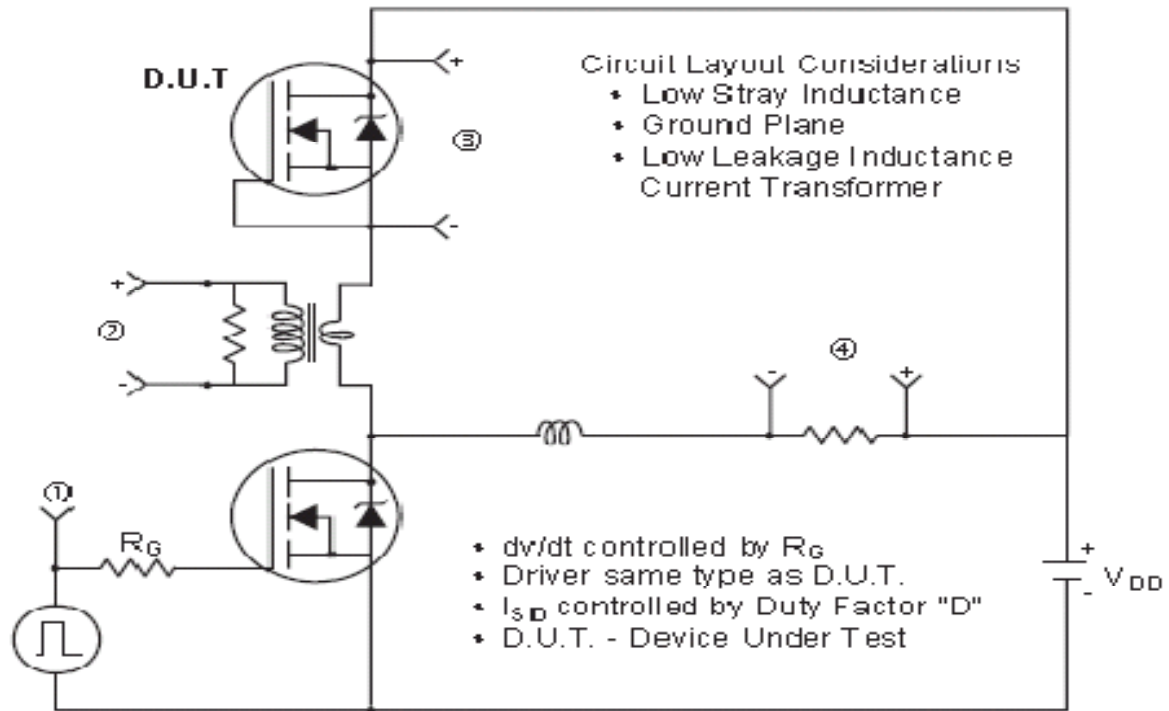 D.U.T
+
Circuit Layout Considerations
• Low Stray Inductance
• Ground Plane
• Low Leakage Inductance
Current Transformer
③
-
+
②
-
④
- +
①
RG
• dv/dt controlled by RG
• Driver same type as D.U.T.
• ISD controlled by Duty Factor "D"
• D.U.T. - Device Under Test
+
VDD
-